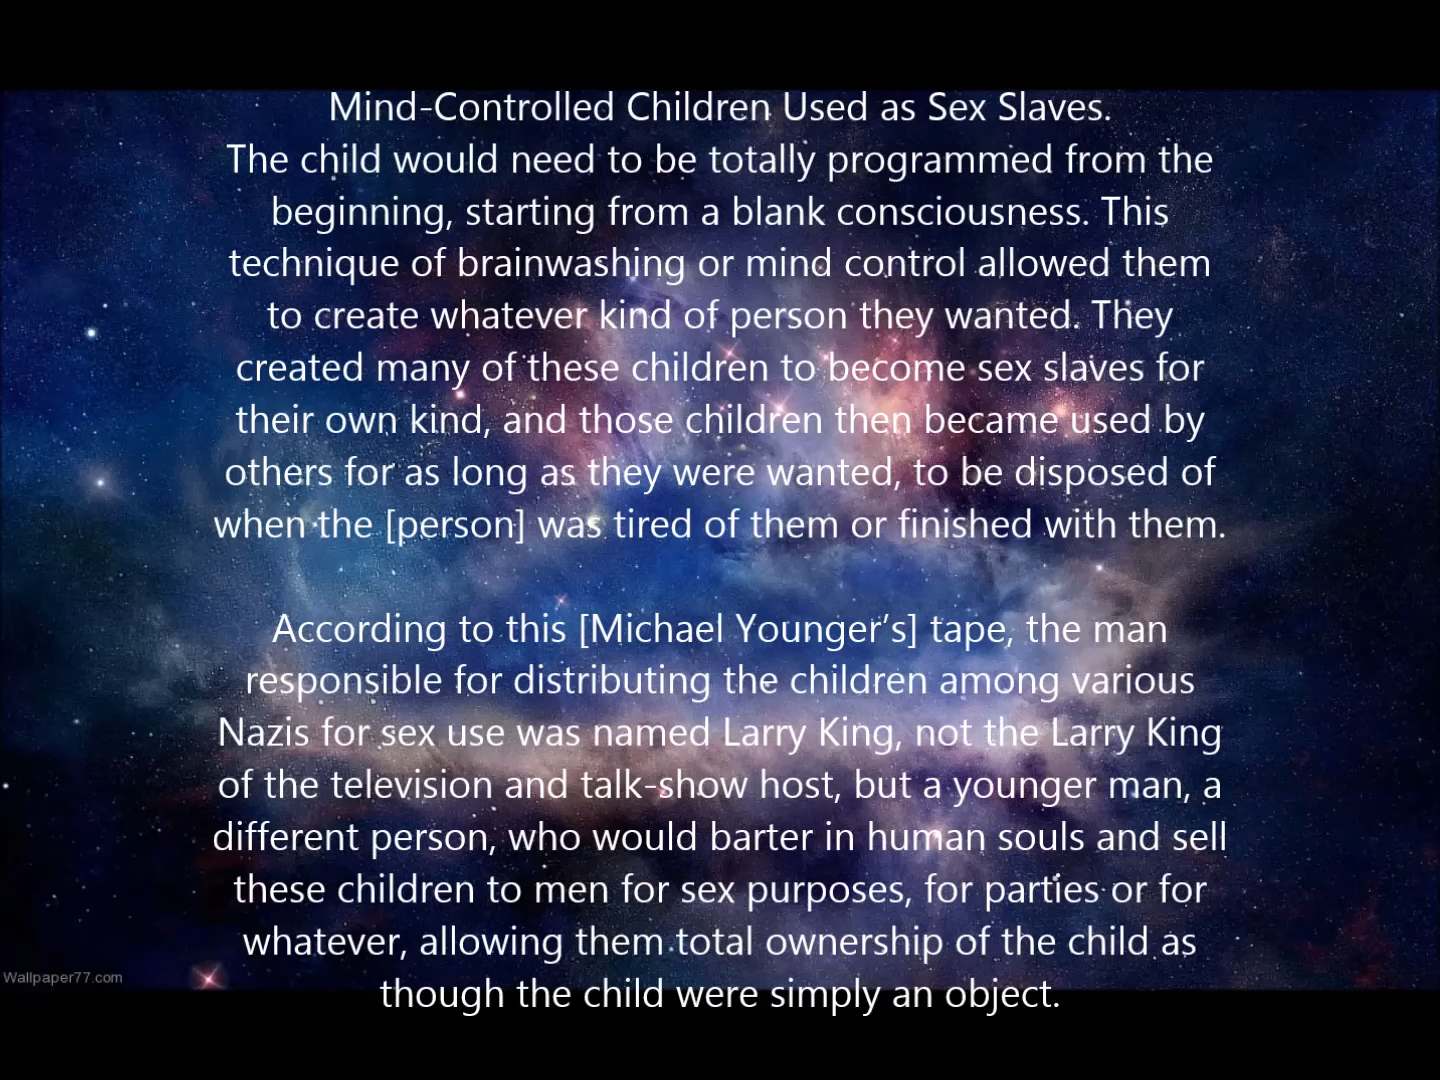 Mind-Controlled Children Used as Sex Slaves.
The child would need to be totally programmed from the
beginning, starting from a blank consciousness. This
technique of brainwashing or mind control allowed them
to create whatever kind of person they wanted. They
created many of these children to become sex slaves for
their own kind, and those children then became used by
others for as long as they were wanted, to be disposed of
when the [person] was tired of them or finished with them.
According to this [Michael Younger’s] tape, the man
responsible for distributing the children among various
Nazis for sex use was named Larry King, not the Larry King
of the television and talk-show host, but a younger man, a
different person, who would barter in human souls and sell
these children to men for sex purposes, for parties or for
whatever, allowing them total ownership of the child as
though the child were simply an object.
Wallpaper77.com